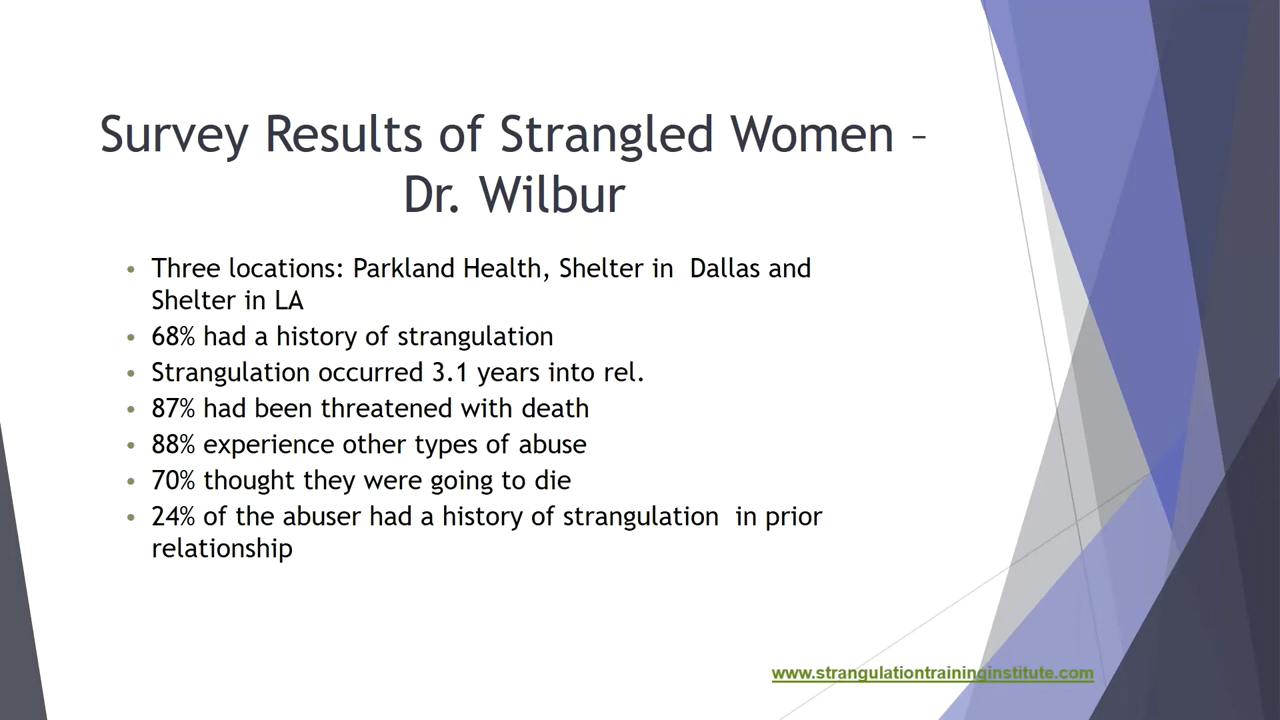 Survey Results of Strangled Women –
Dr. Wilbur
• Three locations: Parkland Health, Shelter in  Dallas and
Shelter in LA
• 68% had a history of strangulation
• Strangulation occurred 3.1 years into rel.
• 87% had been threatened with death
• 88% experience other types of abuse
• 70% thought they were going to die
• 24% of the abuser had a history of strangulation  in prior
relationship
www.strangulationtraininginstitute.com